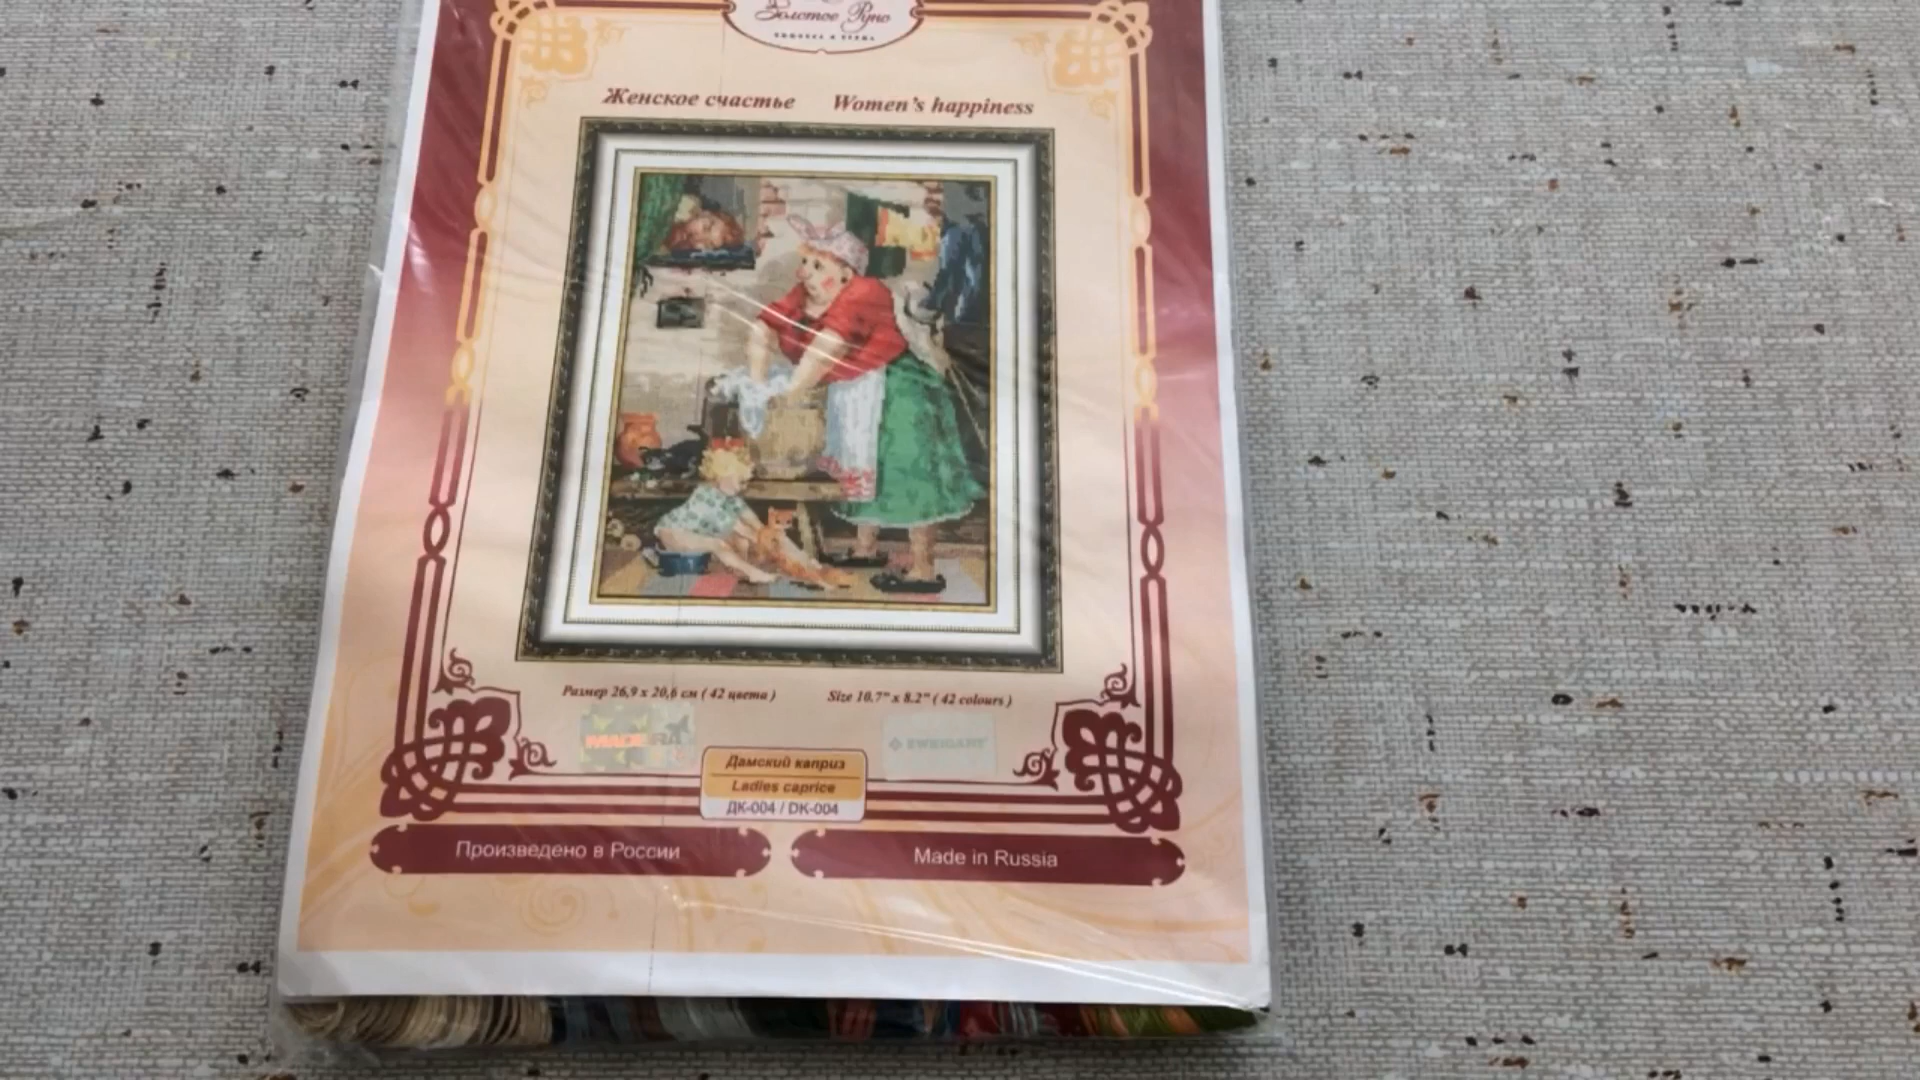 Золотое Руно
Женское счастье Women's happiness
Размер 26,9 x 20,6 см ( 42 цвета ) Size 10.7" x 8.2" ( 42 colours )
MADEIRA ZWEIGART
Дамский каприз
Ladies caprice
ДК-004 / DK-004
Произведено в России Made in Russia